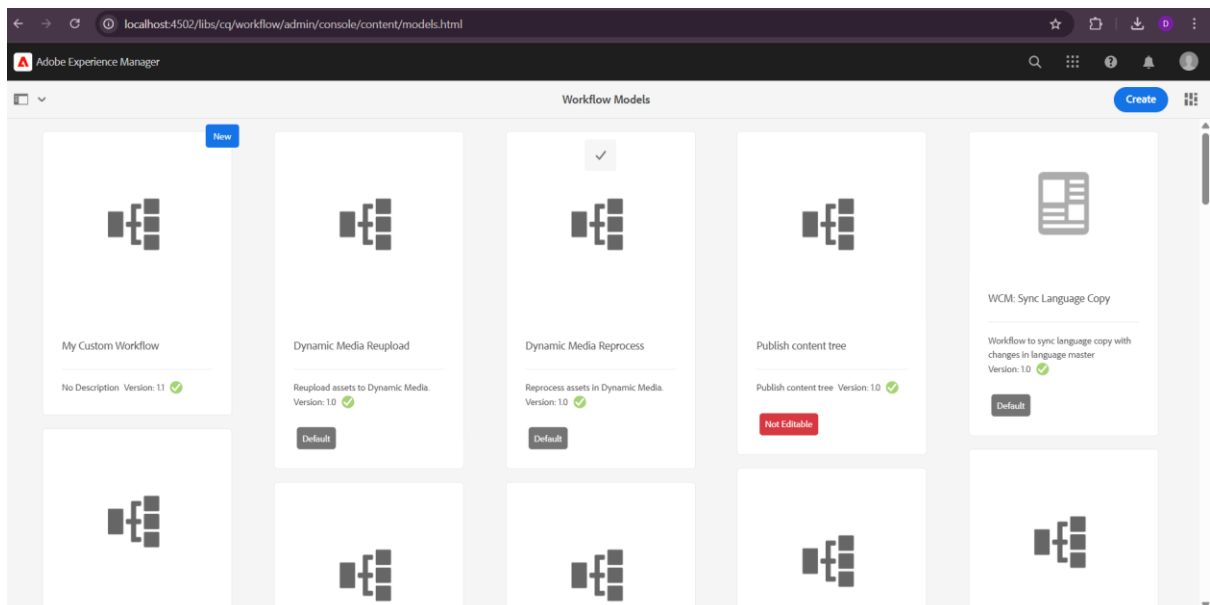 localhost:4502/libs/cq/workflow/admin/console/content/models.html
D
Adobe Experience Manager
Workflow Models
Create
New
My Custom Workflow
No Description Version: 1.1
Dynamic Media Reupload
Reupload assets to Dynamic Media.
Version: 1.0
Default
Dynamic Media Reprocess
Reprocess assets in Dynamic Media.
Version: 1.0
Default
Publish content tree
Publish content tree Version: 1.0
Not Editable
WCM: Sync Language Copy
Workflow to sync language copy with
changes in language master
Version: 1.0
Default